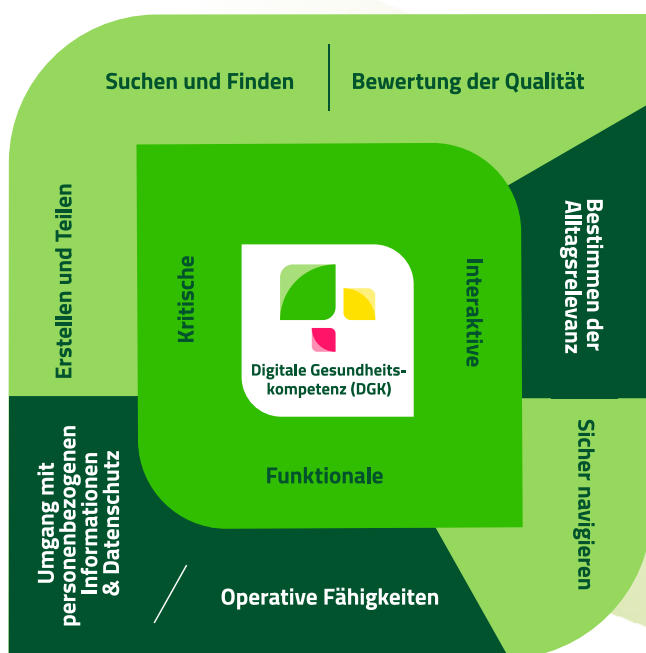 Suchen und Finden
Bewertung der Qualität
Bestimmen der
Alltagsrelevanz
Sicher navigieren
Operative Fähigkeiten
Umgang mit
personenbezogenen
Informationen
& Datenschutz
Erstellen und Teilen
Kritische
Interaktive
Funktionale
Digitale Gesundheits-
kompetenz (DGK)